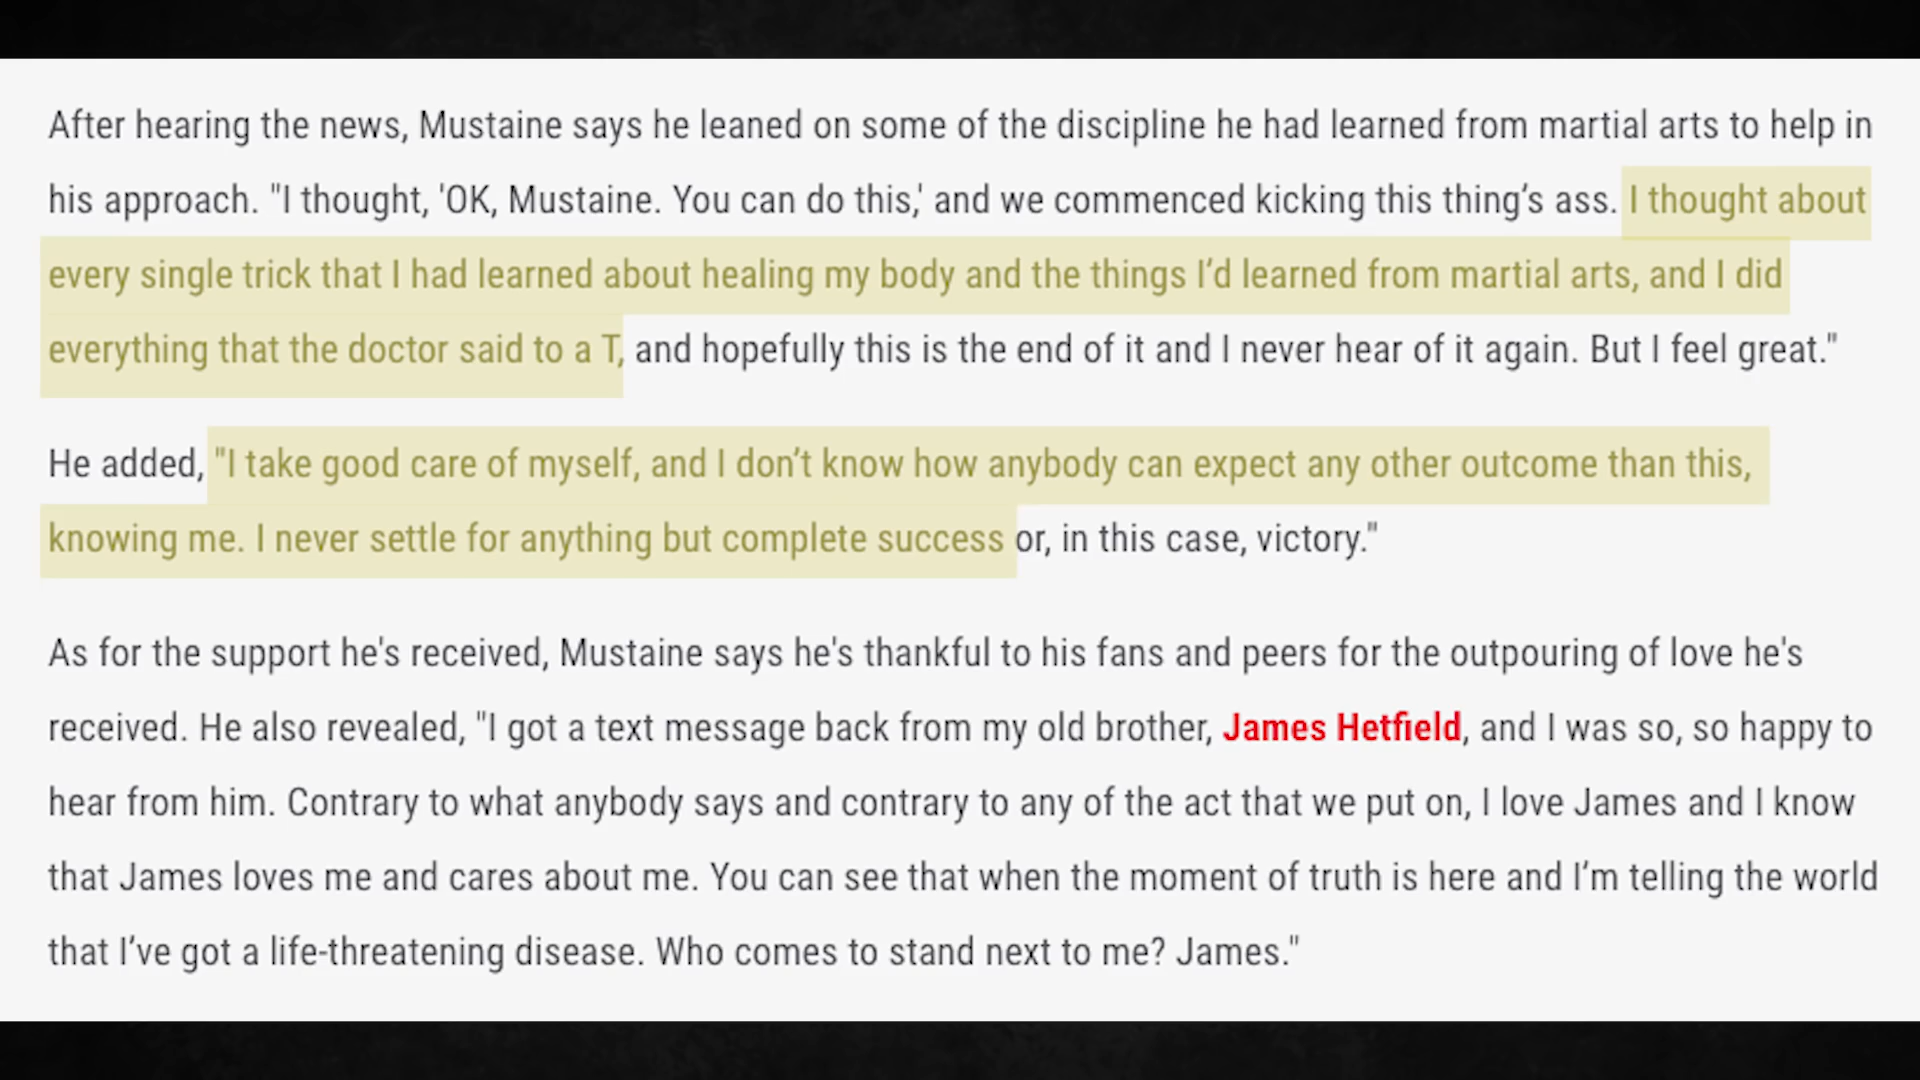 After hearing the news, Mustaine says he leaned on some of the discipline he had learned from martial arts to help in
his approach. "I thought, 'OK, Mustaine. You can do this,' and we commenced kicking this thing’s ass. I thought about
every single trick that I had learned about healing my body and the things I’d learned from martial arts, and I did
everything that the doctor said to a T, and hopefully this is the end of it and I never hear of it again. But I feel great."
He added, "I take good care of myself, and I don’t know how anybody can expect any other outcome than this,
knowing me. I never settle for anything but complete success or, in this case, victory."
As for the support he's received, Mustaine says he's thankful to his fans and peers for the outpouring of love he's
received. He also revealed, "I got a text message back from my old brother, James Hetfield, and I was so, so happy to
hear from him. Contrary to what anybody says and contrary to any of the act that we put on, I love James and I know
that James loves me and cares about me. You can see that when the moment of truth is here and I’m telling the world
that I’ve got a life-threatening disease. Who comes to stand next to me? James."